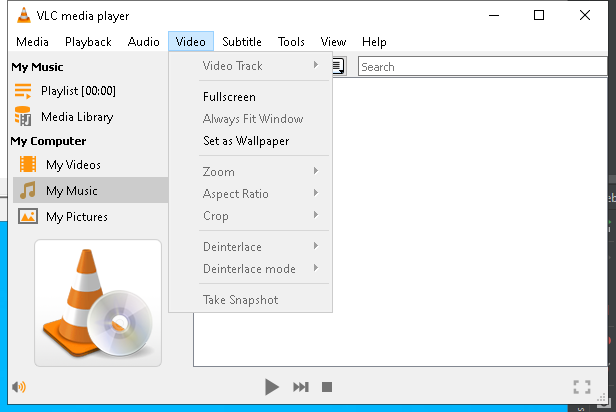 VLC media player
Media Playback Audio Video Subtitle Tools View Help
My Music
Playlist [00:00]
Media Library
My Computer
My Videos
My Music
My Pictures
Video Track
Fullscreen
Always Fit Window
Set as Wallpaper
Zoom
Aspect Ratio
Crop
Deinterlace
Deinterlace mode
Take Snapshot
Search